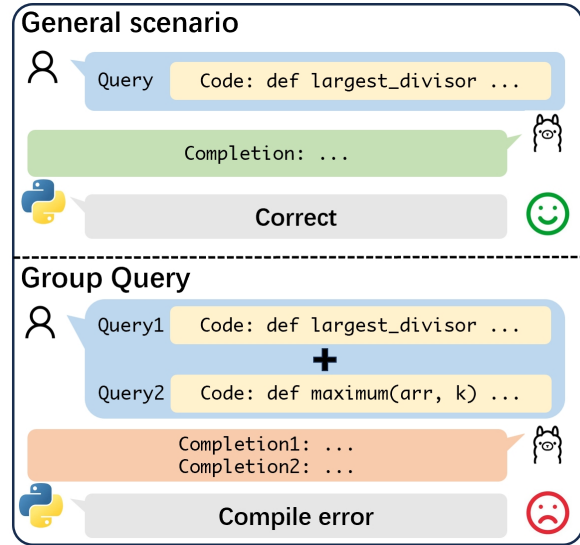 General scenario
Query Code: def largest_divisor ...
Completion: ...
Correct
Group Query
Query1 Code: def largest_divisor ...
+
Query2 Code: def maximum(arr, k) ...
Completion1: ...
Completion2: ...
Compile error